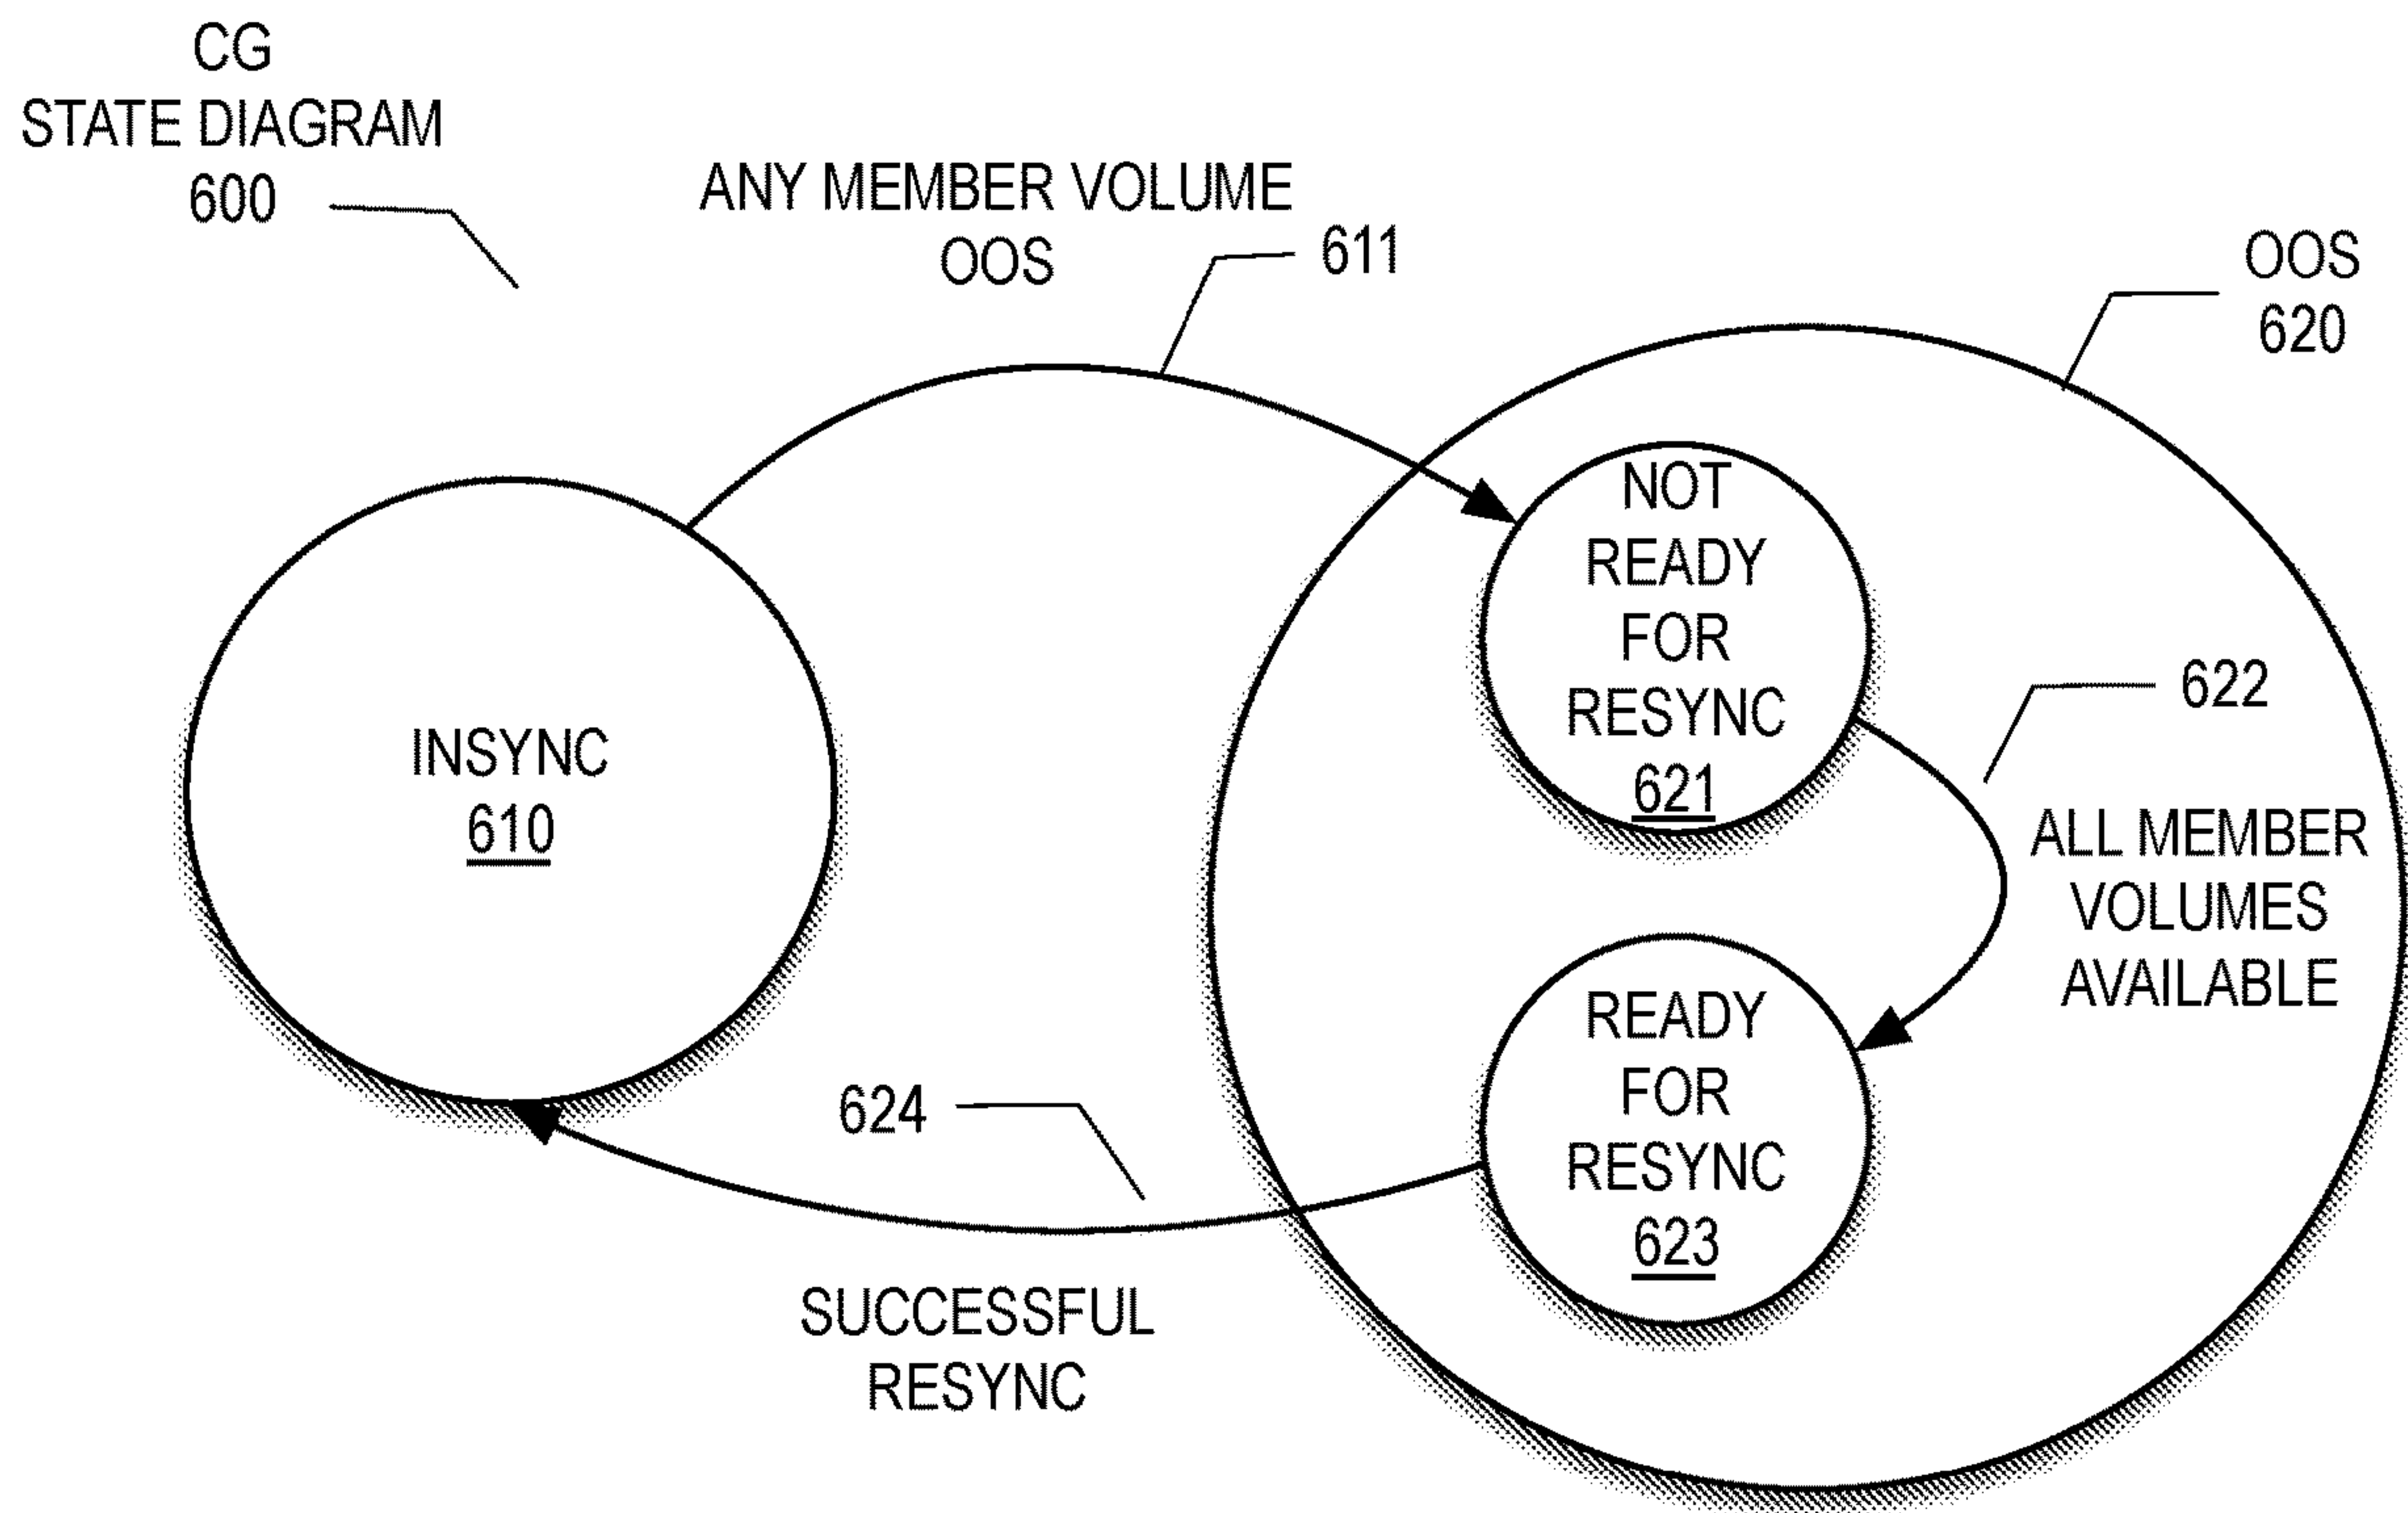 CG
STATE DIAGRAM
600
ANY MEMBER VOLUME
OOS
611
OOS
620
NOT
READY
FOR
RESYNC
621
622
INSYNC
610
ALL MEMBER
VOLUMES
AVAILABLE
READY
FOR
RESYNC
623
624
SUCCESSFUL
RESYNC